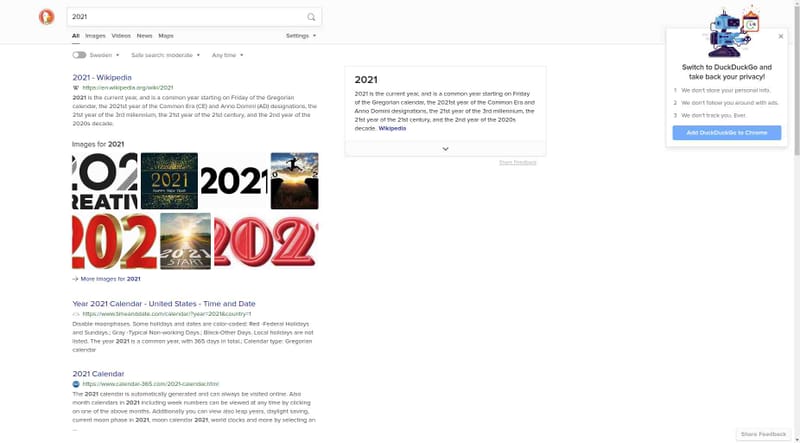 2021
All Images Videos News Maps Settings
Sweden Safe search: moderate Any time
2021 - Wikipedia
https://en.wikipedia.org/wiki/2021
2021 is the current year, and is a common year starting on Friday of the Gregorian
calendar, the 2021st year of the Common Era (CE) and Anno Domini (AD) designations, the
21st year of the 3rd millennium, the 21st year of the 21st century, and the 2nd year of the
2020s decade.
Images for 2021
202
REATIV
2021
HAPPY NEW YEAR
2021
0 2
202
2021
START
202
More Images for 2021
Year 2021 Calendar - United States - Time and Date
https://www.timeanddate.com/calendar/?year=2021&country=1
Disable moonphases. Some holidays and dates are color-coded: Red -Federal Holidays
and Sundays.; Gray -Typical Non-working Days.; Black-Other Days. Local holidays are not
listed. The year 2021 is a common year, with 365 days in total.; Calendar type: Gregorian
calendar
2021 Calendar
https://www.calendar-365.com/2021-calendar.html
The 2021 calendar is automatically generated and can always be visited online. Also
month calendars in 2021 including week numbers can be viewed at any time by clicking
on one of the above months. Additionally you can view also leap years, daylight saving,
current moon phase in 2021, moon calendar 2021, world clocks and more by selecting an
...
2021
2021 is the current year, and is a common year starting on Friday
of the Gregorian calendar, the 2021st year of the Common Era and
Anno Domini designations, the 21st year of the 3rd millennium,
the 21st year of the 21st century, and the 2nd year of the 2020s
decade. Wikipedia
Share Feedback
Switch to DuckDuckGo and
take back your privacy!
1 We don't store your personal info.
2 We don't follow you around with ads.
3 We don't track you. Ever.
Add DuckDuckGo to Chrome
Share Feedback